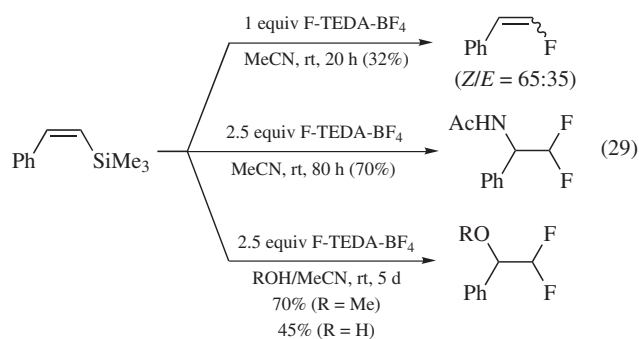 1 equiv F-TEDA-BF₄
MeCN, rt, 20 h (32%)
Ph
F
(Z/E = 65:35)
Ph
SiMe₃
2.5 equiv F-TEDA-BF₄
MeCN, rt, 80 h (70%)
AcHN
F
Ph
F
(29)
2.5 equiv F-TEDA-BF₄
ROH/MeCN, rt, 5 d
70% (R = Me)
45% (R = H)
RO
F
Ph
F